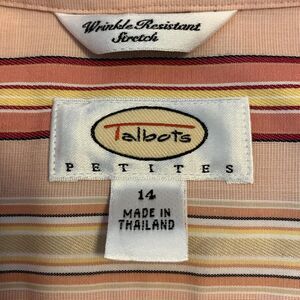 Wrinkle Resistant
Stretch
Talbots
PETITES
14
MADE IN
THAILAND